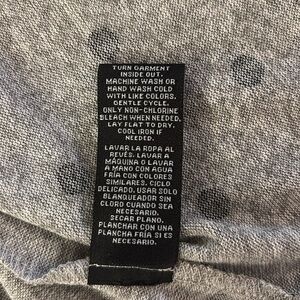 TURN GARMENT
INSIDE OUT.
MACHINE WASH OR
HAND WASH COLD
WITH LIKE COLORS.
GENTLE CYCLE.
ONLY NON-CHLORINE
BLEACH WHEN NEEDED.
LAY FLAT TO DRY.
COOL IRON IF
NEEDED.
LAVAR LA ROPA AL
REVÉS. LAVAR A
MÁQUINA O LAVAR
A MANO CON AGUA
FRÍA CON COLORES
SIMILARES. CICLO
DELICADO. USAR SOLO
BLANQUEADOR SIN
CLORO CUANDO SEA
NECESARIO.
SECAR PLANO.
PLANCHAR CON UNA
PLANCHA FRÍA SI ES
NECESARIO.